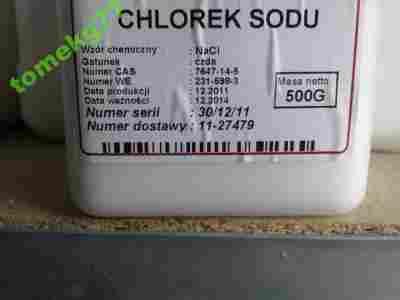 tomekg77
CHLOREK SODU
Wzór chemiczny : NaCl
Gatunek : czda
Numer CAS : 7647-14-5
Numer WE : 231-598-3
Data produkcji : 12.2011
Data ważności : 12.2014
Masa netto
500G
Numer serii : 30/12/11
Numer dostawy : 11-27479